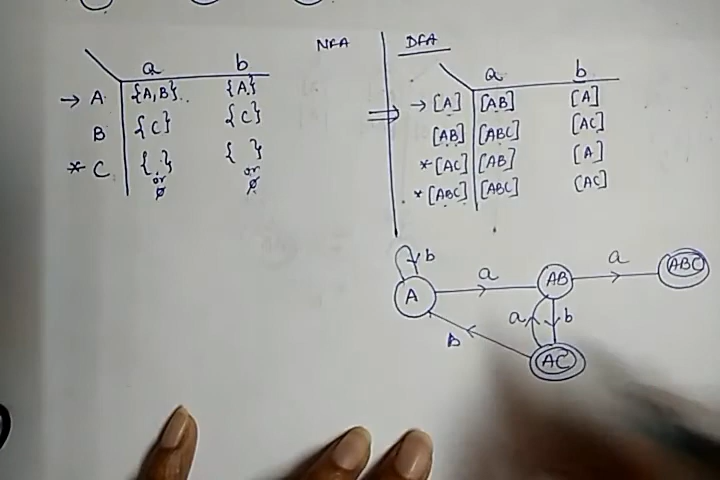 NFA DFA
a b
→ A {A,B} {A}
B {C} {C}
* C { } { }
or or
ø ø
a b
⇒ → [A] [AB] [A]
[AB] [ABC] [AC]
* [AC] [AB] [A]
* [ABC] [ABC] [AC]
b
A a AB a ABC
a b
b AC